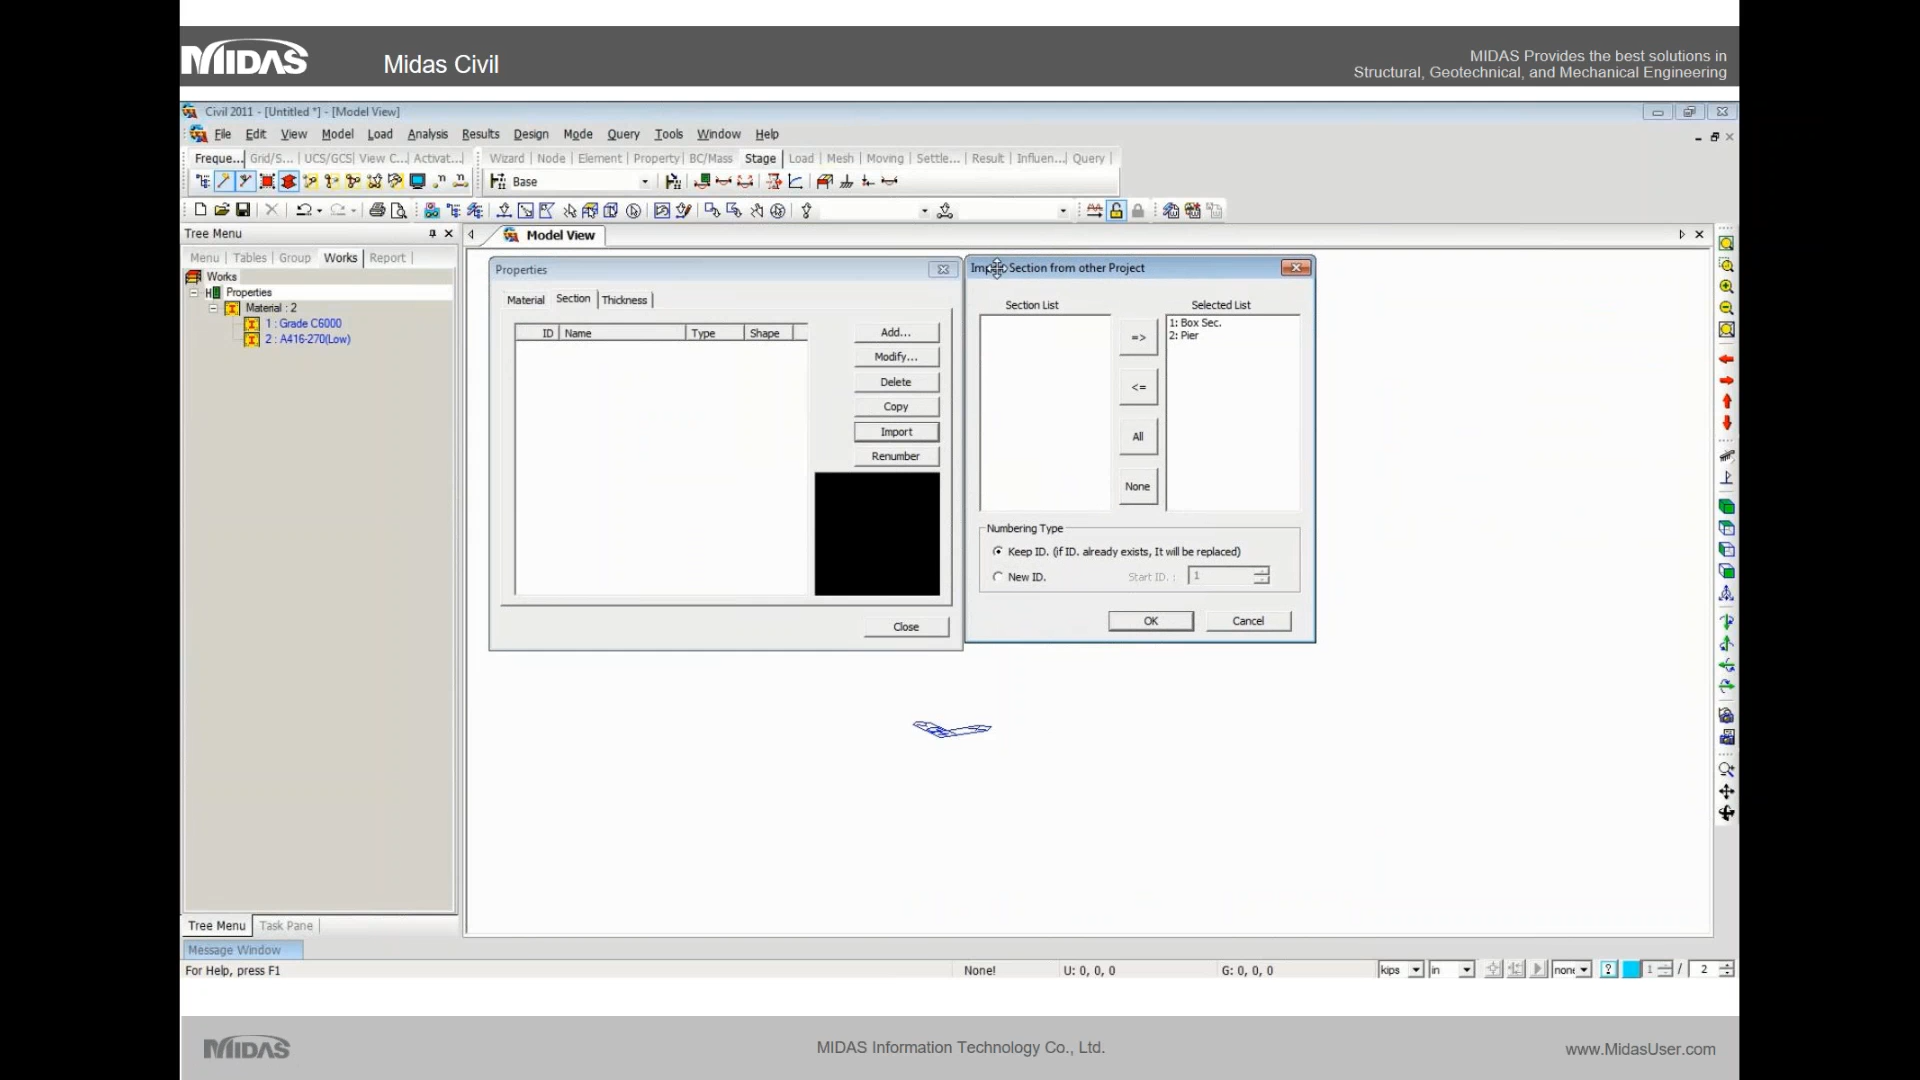 MIDAS
Midas Civil
MIDAS Provides the best solutions in
Structural, Geotechnical, and Mechanical Engineering
Civil 2011 - [Untitled *] - [Model View]
File Edit View Model Load Analysis Results Design Mode Query Tools Window Help
Freque... Grid/S... UCS/GCS View C... Activat... Wizard Node Element Property BC/Mass Stage Load Mesh Moving Settle... Result Influen... Query
Base
Tree Menu
Model View
Menu Tables Group Works Report
Works
Properties
Material : 2
1 : Grade C6000
2 : A416-270(Low)
Properties
Material Section Thickness
ID Name Type Shape
Add...
Modify...
Delete
Copy
Import
Renumber
Close
Section from other Project
Section List
Selected List
1: Box Sec.
2: Pier
=>
<=
All
None
Numbering Type
Keep ID. (if ID. already exists, It will be replaced)
New ID.
Start ID. : 1
OK
Cancel
Tree Menu Task Pane
Message Window
For Help, press F1
None!
U: 0, 0, 0
G: 0, 0, 0
kips
in
1 / 2
MIDAS
MIDAS Information Technology Co., Ltd.
www.MidasUser.com